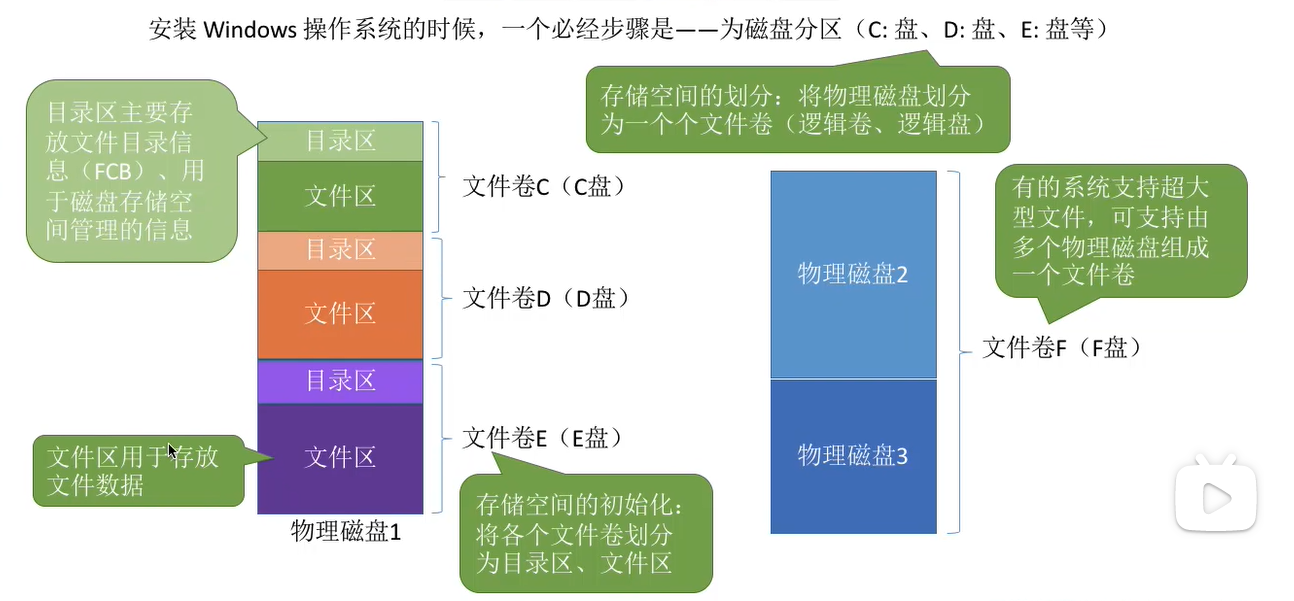 安装 Windows 操作系统的时候，一个必经步骤是——为磁盘分区（C: 盘、D: 盘、E: 盘等）
存储空间的划分：将物理磁盘划分
为一个个文件卷（逻辑卷、逻辑盘）
目录区主要存
放文件目录信
息（FCB）、用
于磁盘存储空
间管理的信息
目录区
文件区
文件卷C（C盘）
目录区
文件区
文件卷D（D盘）
目录区
文件区
文件卷E（E盘）
文件区用于存放
文件数据
物理磁盘1
存储空间的初始化：
将各个文件卷划分
为目录区、文件区
物理磁盘2
物理磁盘3
有的系统支持超大
型文件，可支持由
多个物理磁盘组成
一个文件卷
文件卷F（F盘）